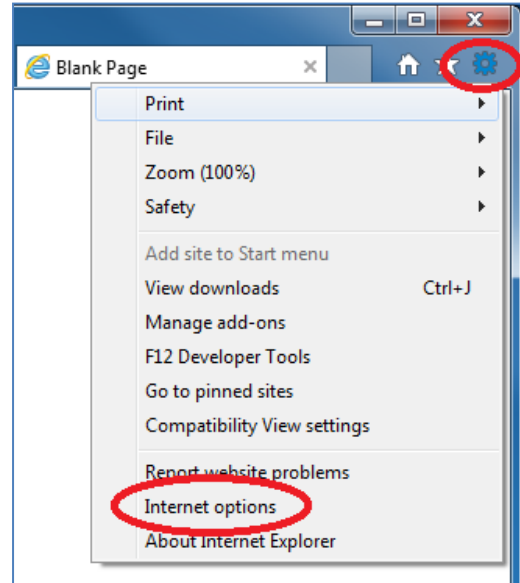 Blank Page
Print
File
Zoom (100%)
Safety
Add site to Start menu
View downloads Ctrl+J
Manage add-ons
F12 Developer Tools
Go to pinned sites
Compatibility View settings
Report website problems
Internet options
About Internet Explorer